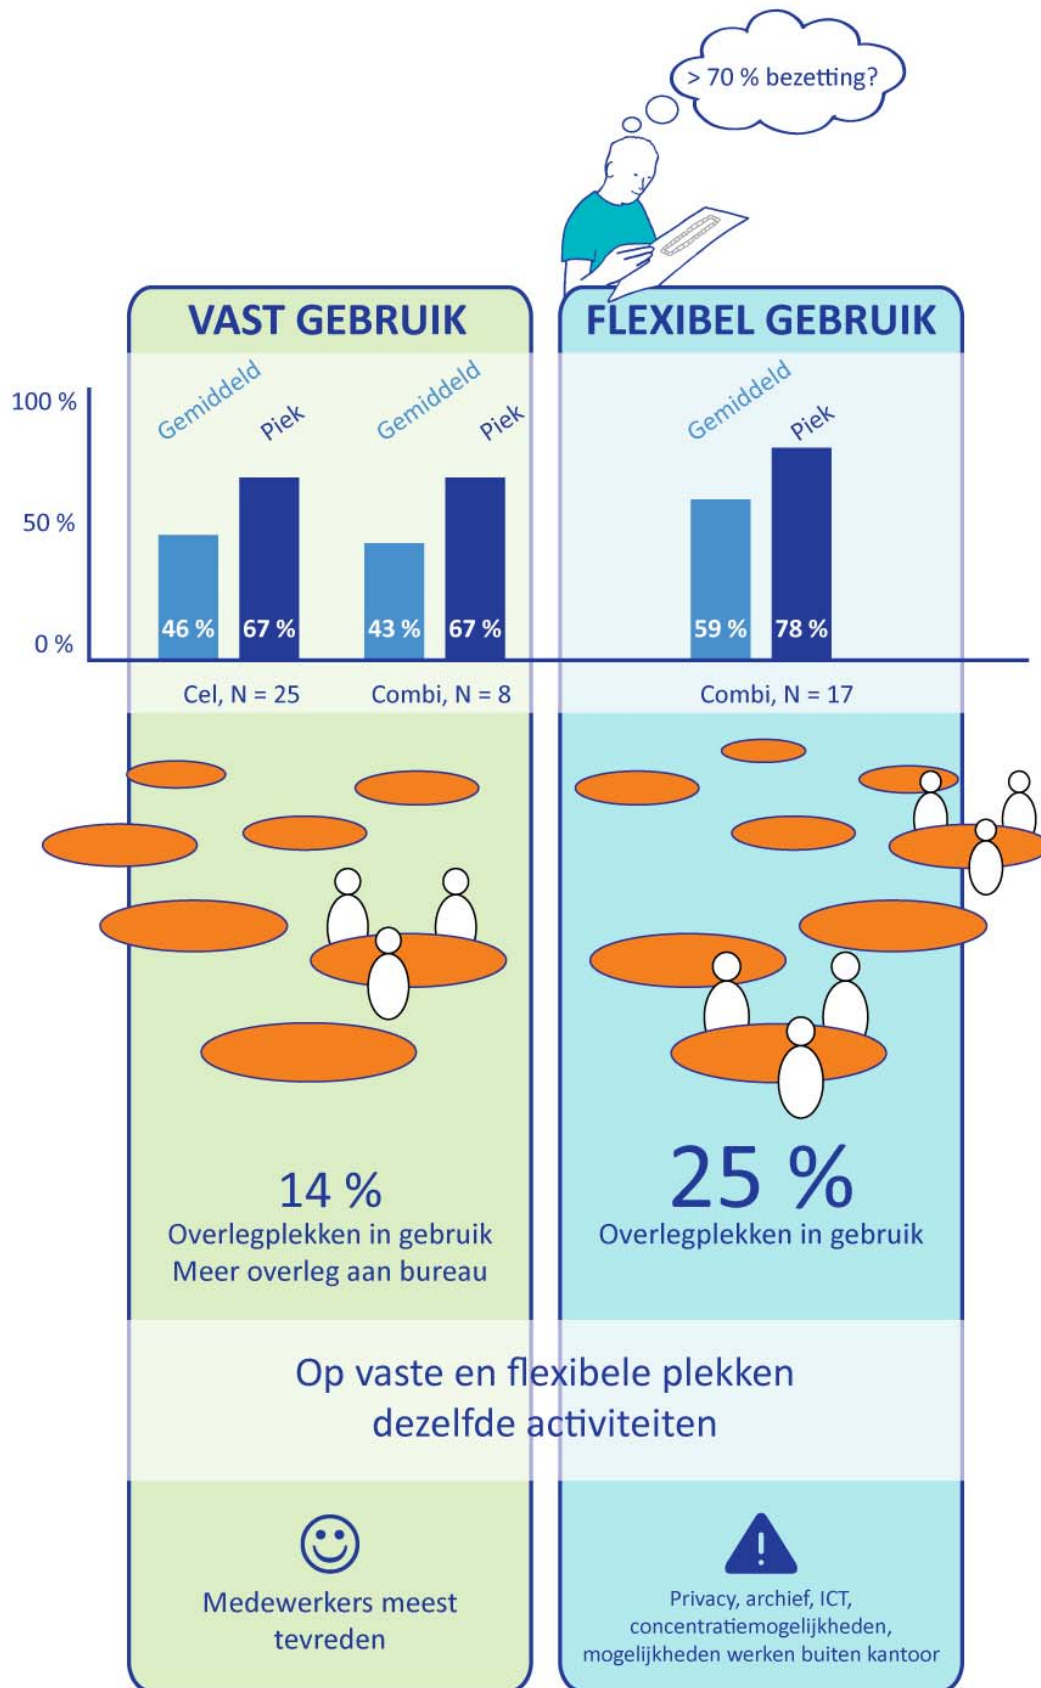 > 70 % bezetting?
VAST GEBRUIK
FLEXIBEL GEBRUIK
100 %
50 %
0 %
Gemiddeld
Piek
Gemiddeld
Piek
Gemiddeld
Piek
46 %
67 %
43 %
67 %
59 %
78 %
Cel, N = 25
Combi, N = 8
Combi, N = 17
14 %
Overlegplekken in gebruik
Meer overleg aan bureau
25 %
Overlegplekken in gebruik
Op vaste en flexibele plekken
dezelfde activiteiten
Medewerkers meest
tevreden
!
Privacy, archief, ICT,
concentratiemogelijkheden,
mogelijkheden werken buiten kantoor